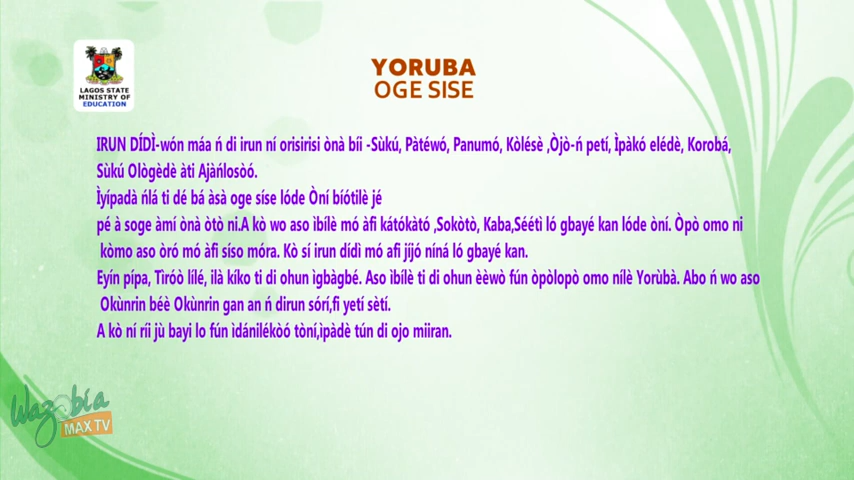 LAGOS STATE
MINISTRY OF
EDUCATION
YORUBA
OGE SISE
IRUN DÍDÌ-wón máa ń di irun ní orisirisi ònà bíi -Sùkú, Pàtéwó, Panumó, Kòlésè ,Òjò-ń petí, Ìpàkó elédè, Korobá,
Sùkú Ològèdè àti Ajàńlosòó.
Ìyípadà ńlá ti dé bá àsà oge síse lóde Òní bíótilè jé
pé à soge àmí ònà òtò ni.A kò wo aso ìbílè mó àfi kátókàtó ,Sokòtò, Kaba,Séétì ló gbayé kan lóde òní. Òpò omo ni
kòmo aso òró mó àfi síso móra. Kò sí irun dídì mó afi jíjó níná ló gbayé kan.
Eyín pípa, Tìróò lílé, ilà kíko ti di ohun ìgbàgbé. Aso ìbílè ti di ohun èèwò fún òpòlopò omo nílè Yorùbà. Abo ń wo aso
Okùnrin béè Okùnrin gan an ń dirun sórí,fi yetí sètí.
A kò ní ríi jù bayi lo fún ìdánilékòó tòní,ìpàdè tún di ojo miiran.
Wazobia
MAX TV